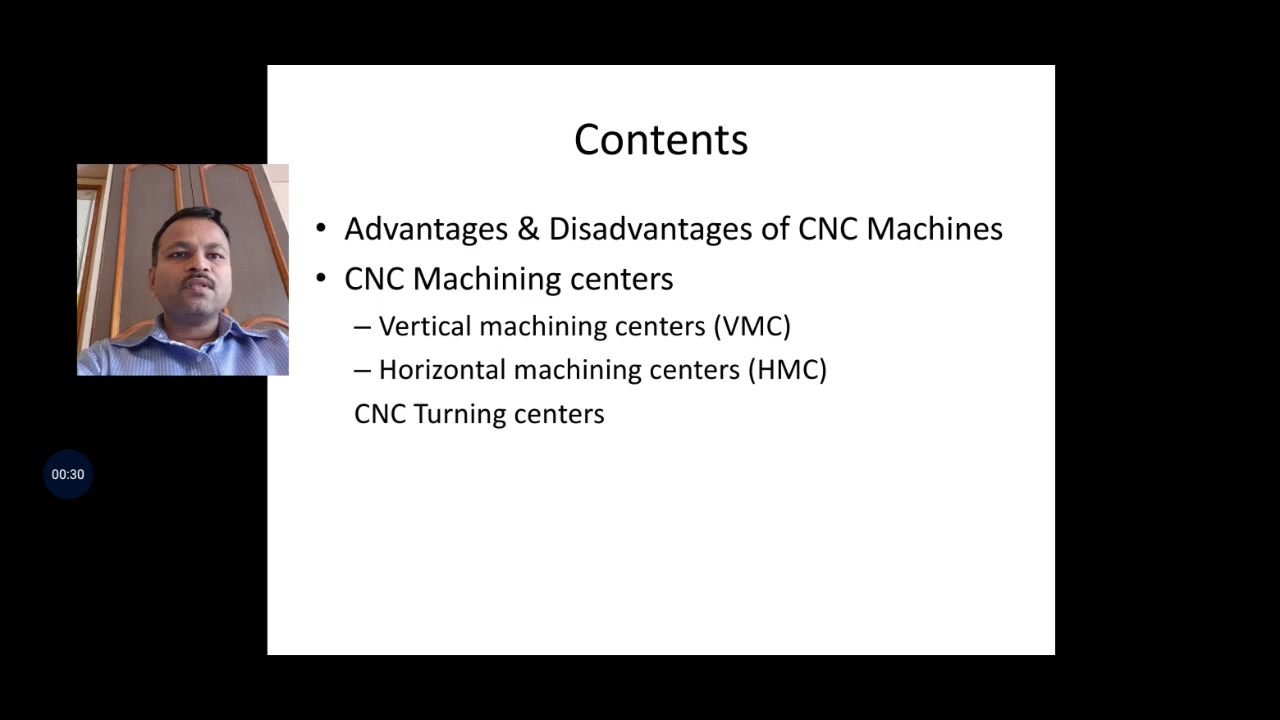 Contents
• Advantages & Disadvantages of CNC Machines
• CNC Machining centers
– Vertical machining centers (VMC)
– Horizontal machining centers (HMC)
CNC Turning centers
00:30